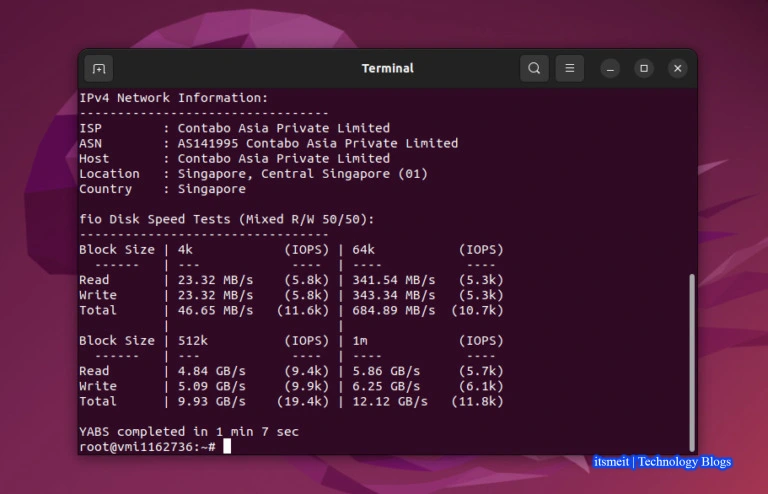 Terminal
IPv4 Network Information:
---------------------------------
ISP        : Contabo Asia Private Limited
ASN        : AS141995 Contabo Asia Private Limited
Host       : Contabo Asia Private Limited
Location   : Singapore, Central Singapore (01)
Country    : Singapore
fio Disk Speed Tests (Mixed R/W 50/50):
---------------------------------
Block Size | 4k            (IOPS) | 64k           (IOPS)
  ------   | ---            ----  | ----           ----
Read       | 23.32 MB/s    (5.8k) | 341.54 MB/s   (5.3k)
Write      | 23.32 MB/s    (5.8k) | 343.34 MB/s   (5.3k)
Total      | 46.65 MB/s   (11.6k) | 684.89 MB/s  (10.7k)
           |                      |
Block Size | 512k          (IOPS) | 1m            (IOPS)
  ------   | ---            ----  | ----           ----
Read       | 4.84 GB/s     (9.4k) | 5.86 GB/s     (5.7k)
Write      | 5.09 GB/s     (9.9k) | 6.25 GB/s     (6.1k)
Total      | 9.93 GB/s    (19.4k) | 12.12 GB/s   (11.8k)
YABS completed in 1 min 7 sec
root@vmi1162736:~#
itsmeit | Technology Blogs